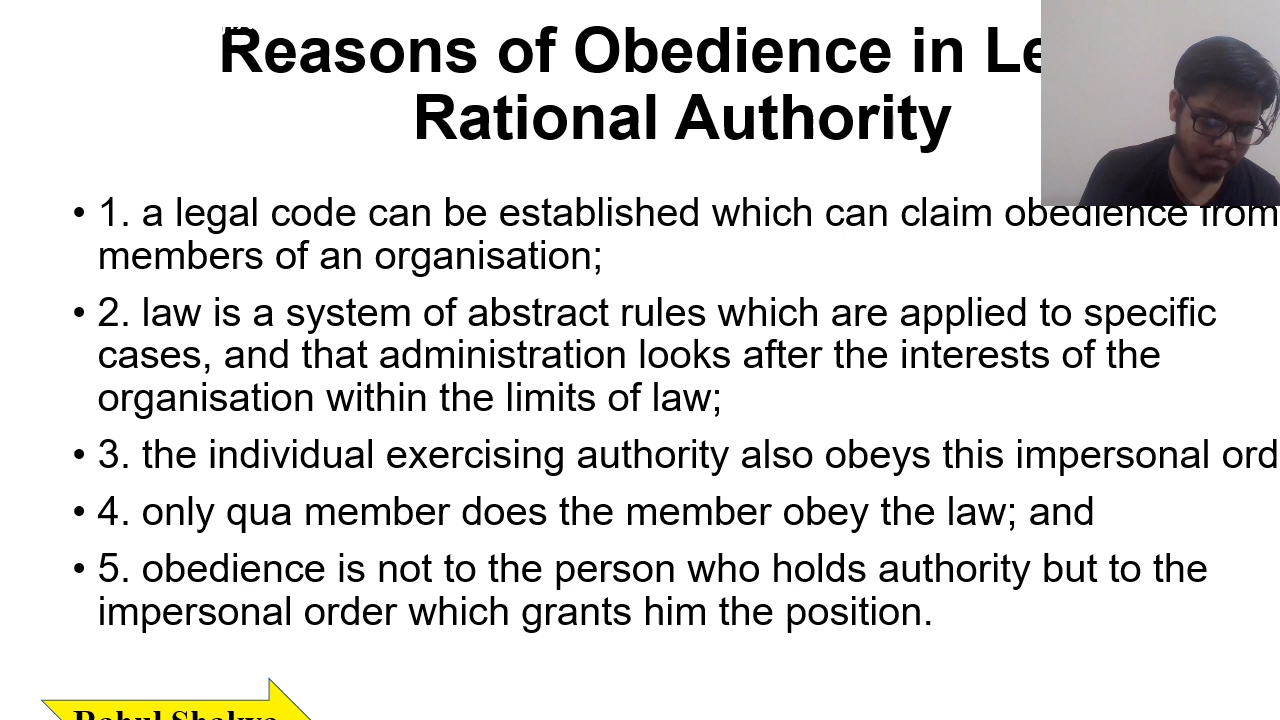 Reasons of Obedience in Le
Rational Authority
• 1. a legal code can be established which can claim obedience from
members of an organisation;
• 2. law is a system of abstract rules which are applied to specific
cases, and that administration looks after the interests of the
organisation within the limits of law;
• 3. the individual exercising authority also obeys this impersonal ord
• 4. only qua member does the member obey the law; and
• 5. obedience is not to the person who holds authority but to the
impersonal order which grants him the position.